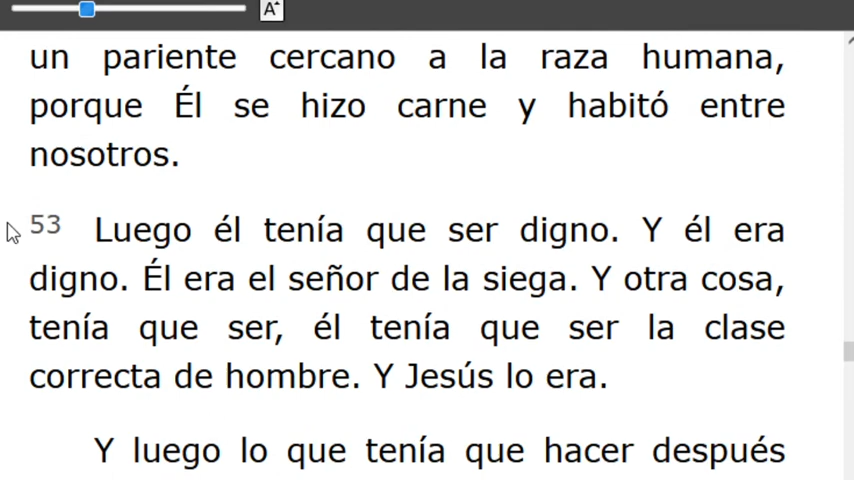 A
un pariente cercano a la raza humana,
porque Él se hizo carne y habitó entre
nosotros.
53 Luego él tenía que ser digno. Y él era
digno. Él era el señor de la siega. Y otra cosa,
tenía que ser, él tenía que ser la clase
correcta de hombre. Y Jesús lo era.
Y luego lo que tenía que hacer después